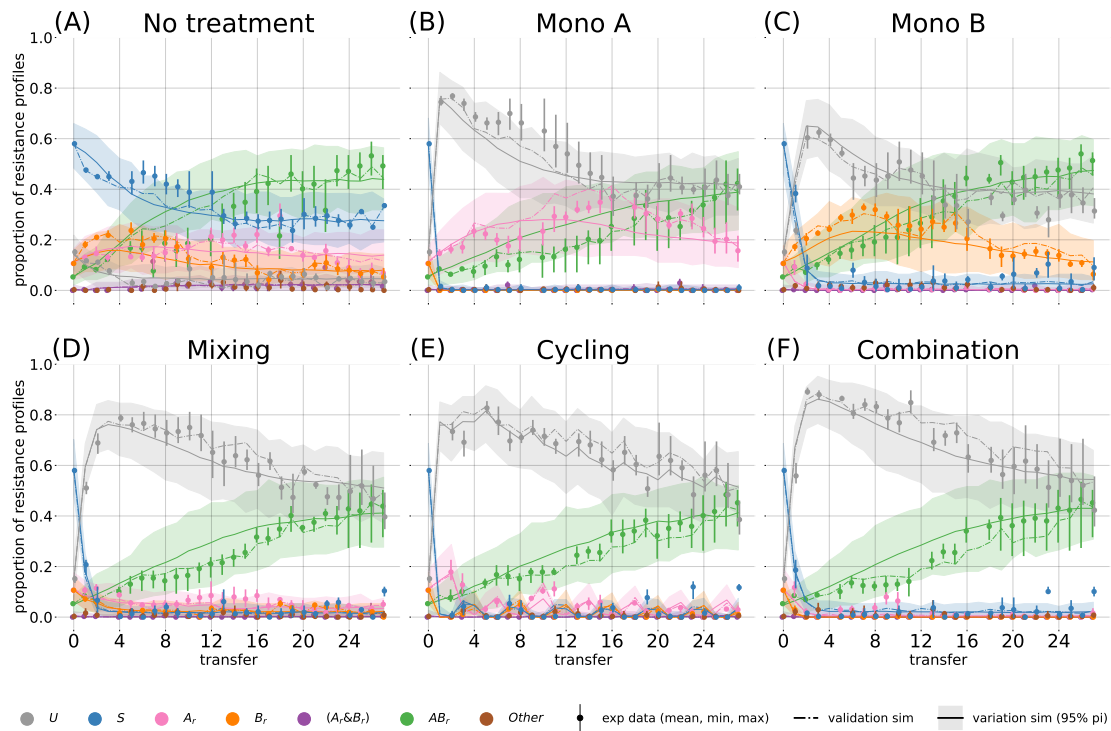 (A) No treatment
(B) Mono A
(C) Mono B
proportion of resistance profiles
1.0
0.8
0.6
0.4
0.2
0.0
(D) Mixing
(E) Cycling
(F) Combination
proportion of resistance profiles
1.0
0.8
0.6
0.4
0.2
0.0
0 4 8 12 16 20 24
0 4 8 12 16 20 24
0 4 8 12 16 20 24
transfer
transfer
transfer
U S Ar Br (Ar&Br) ABr Other exp data (mean, min, max) validation sim variation sim (95% pi)